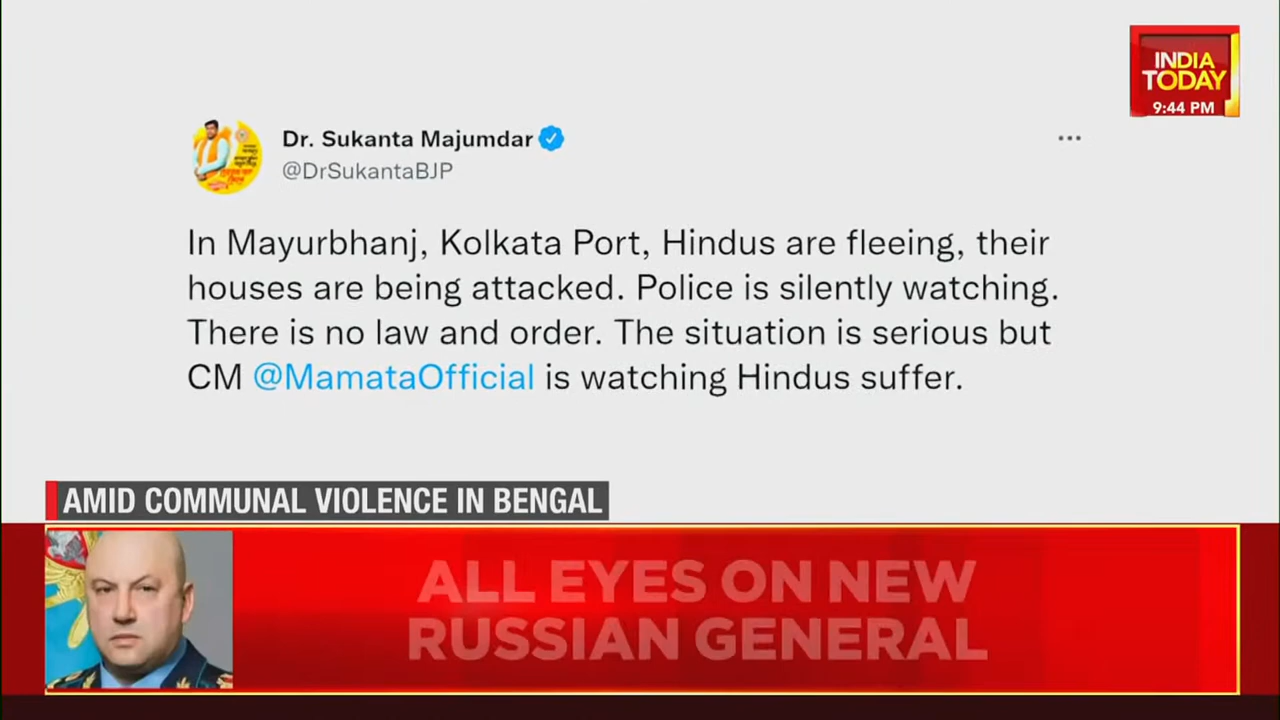 INDIA
TODAY
9:44 PM
Dr. Sukanta Majumdar
@DrSukantaBJP
In Mayurbhanj, Kolkata Port, Hindus are fleeing, their
houses are being attacked. Police is silently watching.
There is no law and order. The situation is serious but
CM @MamataOfficial is watching Hindus suffer.
AMID COMMUNAL VIOLENCE IN BENGAL
ALL EYES ON NEW
RUSSIAN GENERAL